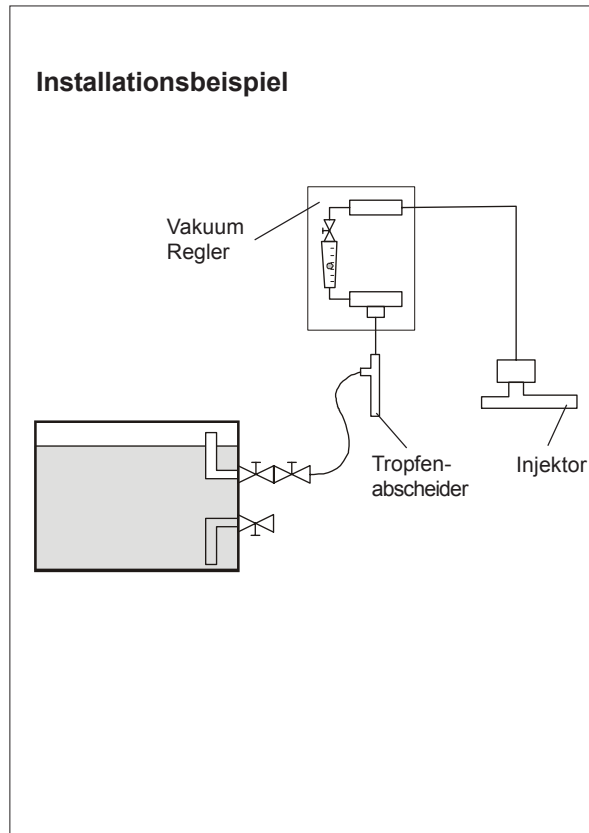 Installationsbeispiel
Vakuum
Regler
Tropfen-
abscheider
Injektor